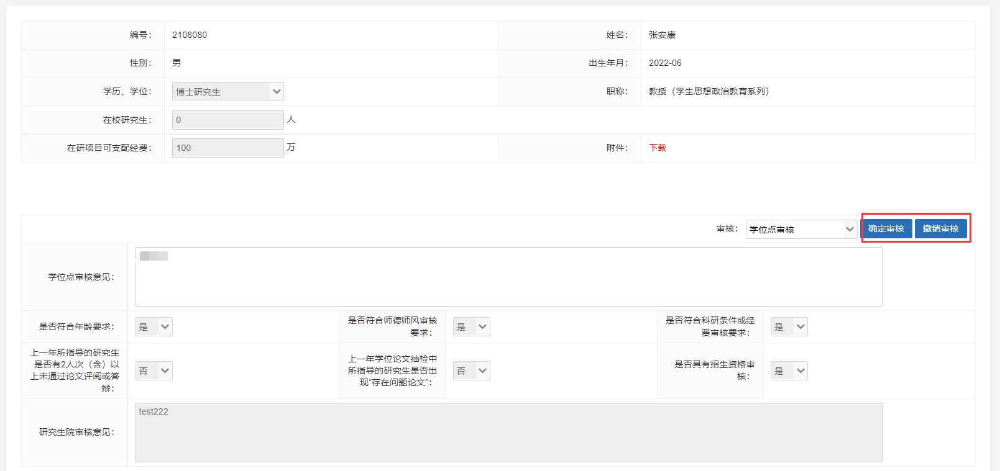 编号： 2108080 姓名： 张安康
性别： 男 出生年月： 2022-06
学历、学位： 博士研究生 职称： 教授（学生思想政治教育系列）
在校研究生： 0 人
在研项目可支配经费： 100 万 附件： 下载
审核： 学位点审核 确定审核 撤销审核
学位点审核意见：
是否符合年龄要求： 是
是否符合师德师风审核
要求： 是
是否符合科研条件或经
费审核要求： 是
上一年所指导的研究生
是否有2人次（含）以
上未通过论文评阅或答
辩： 否
上一年学位论文抽检中
所指导的研究生是否出
现“存在问题论文”： 否
是否具有招生资格审
核： 是
研究生院审核意见： test222